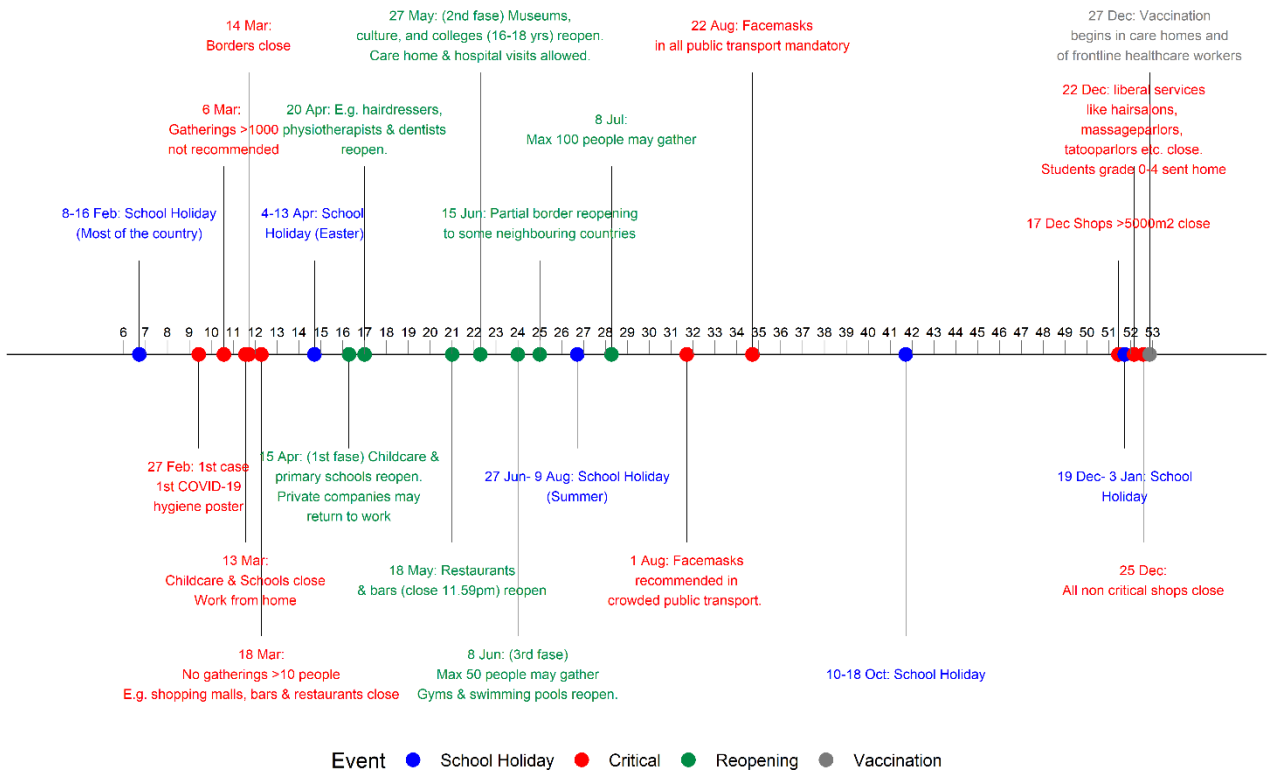 14 Mar:
Borders close
27 May: (2nd fase) Museums,
culture, and colleges (16-18 yrs) reopen.
Care home & hospital visits allowed.
22 Aug: Facemasks
in all public transport mandatory
27 Dec: Vaccination
begins in care homes and
of frontline healthcare workers
6 Mar:
Gatherings >1000
not recommended
20 Apr: E.g. hairdressers,
physiotherapists & dentists
reopen.
8 Jul:
Max 100 people may gather
22 Dec: liberal services
like hairsalons,
massageparlors,
tatooparlors etc. close.
Students grade 0-4 sent home
8-16 Feb: School Holiday
(Most of the country)
4-13 Apr: School
Holiday (Easter)
15 Jun: Partial border reopening
to some neighbouring countries
17 Dec Shops >5000m2 close
6 7 8 9 10 11 12 13 14 15 16 17 18 19 20 21 22 23 24 25 26 27 28 29 30 31 32 33 34 35 36 37 38 39 40 41 42 43 44 45 46 47 48 49 50 51 52 53
27 Feb: 1st case
1st COVID-19
hygiene poster
15 Apr: (1st fase) Childcare &
primary schools reopen.
Private companies may
return to work
27 Jun- 9 Aug: School Holiday
(Summer)
19 Dec- 3 Jan: School
Holiday
13 Mar:
Childcare & Schools close
Work from home
18 May: Restaurants
& bars (close 11.59pm) reopen
1 Aug: Facemasks
recommended in
crowded public transport.
25 Dec:
All non critical shops close
18 Mar:
No gatherings >10 people
E.g. shopping malls, bars & restaurants close
8 Jun: (3rd fase)
Max 50 people may gather
Gyms & swimming pools reopen.
10-18 Oct: School Holiday
Event School Holiday Critical Reopening Vaccination